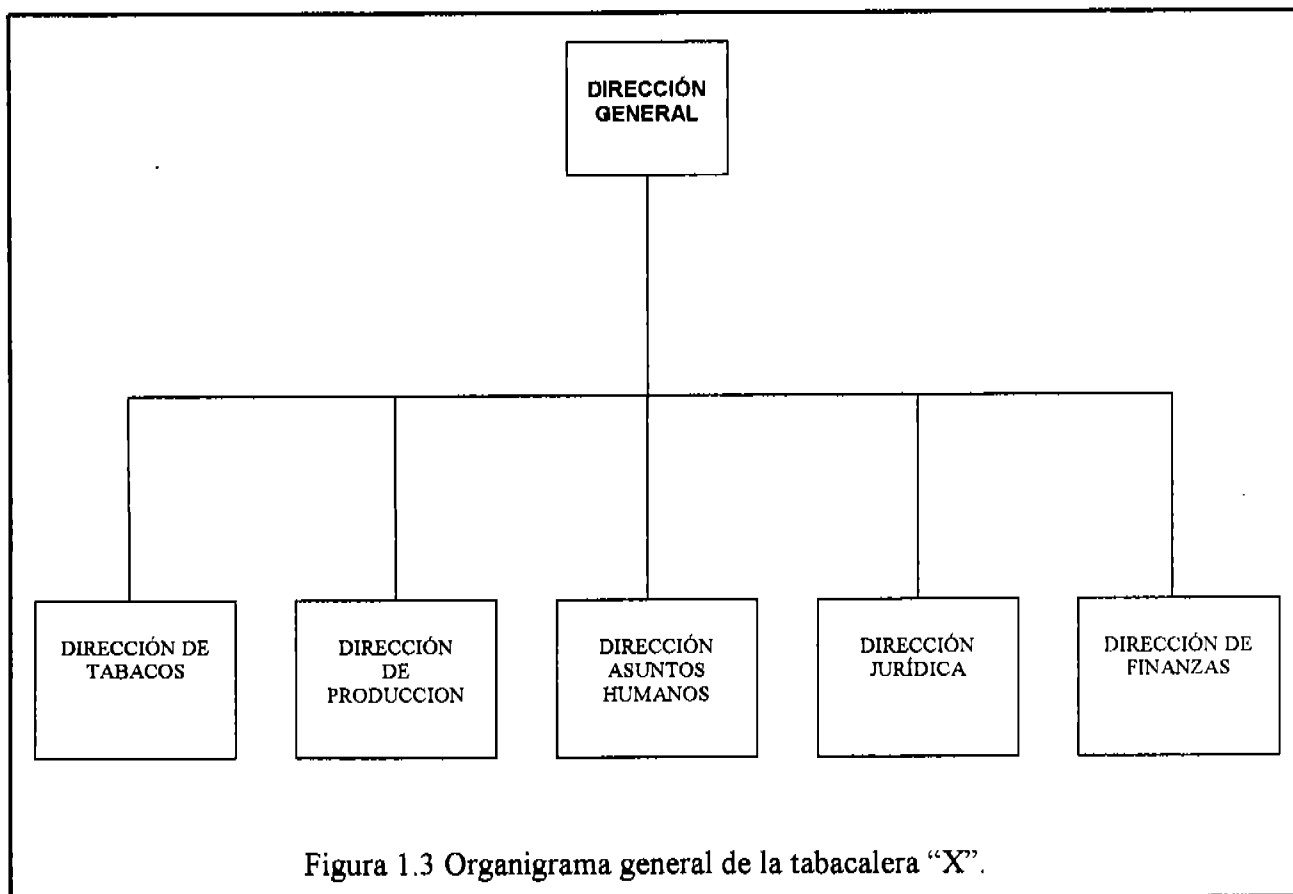 DIRECCIÓN
GENERAL
DIRECCIÓN DE
TABACOS
DIRECCIÓN
DE
PRODUCCION
DIRECCIÓN
ASUNTOS
HUMANOS
DIRECCIÓN
JURÍDICA
DIRECCIÓN DE
FINANZAS
Figura 1.3 Organigrama general de la tabacalera “X”.